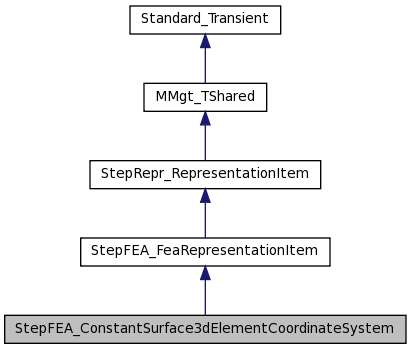 Standard_Transient
MMgt_TShared
StepRepr_RepresentationItem
StepFEA_FeaRepresentationItem
StepFEA_ConstantSurface3dElementCoordinateSystem